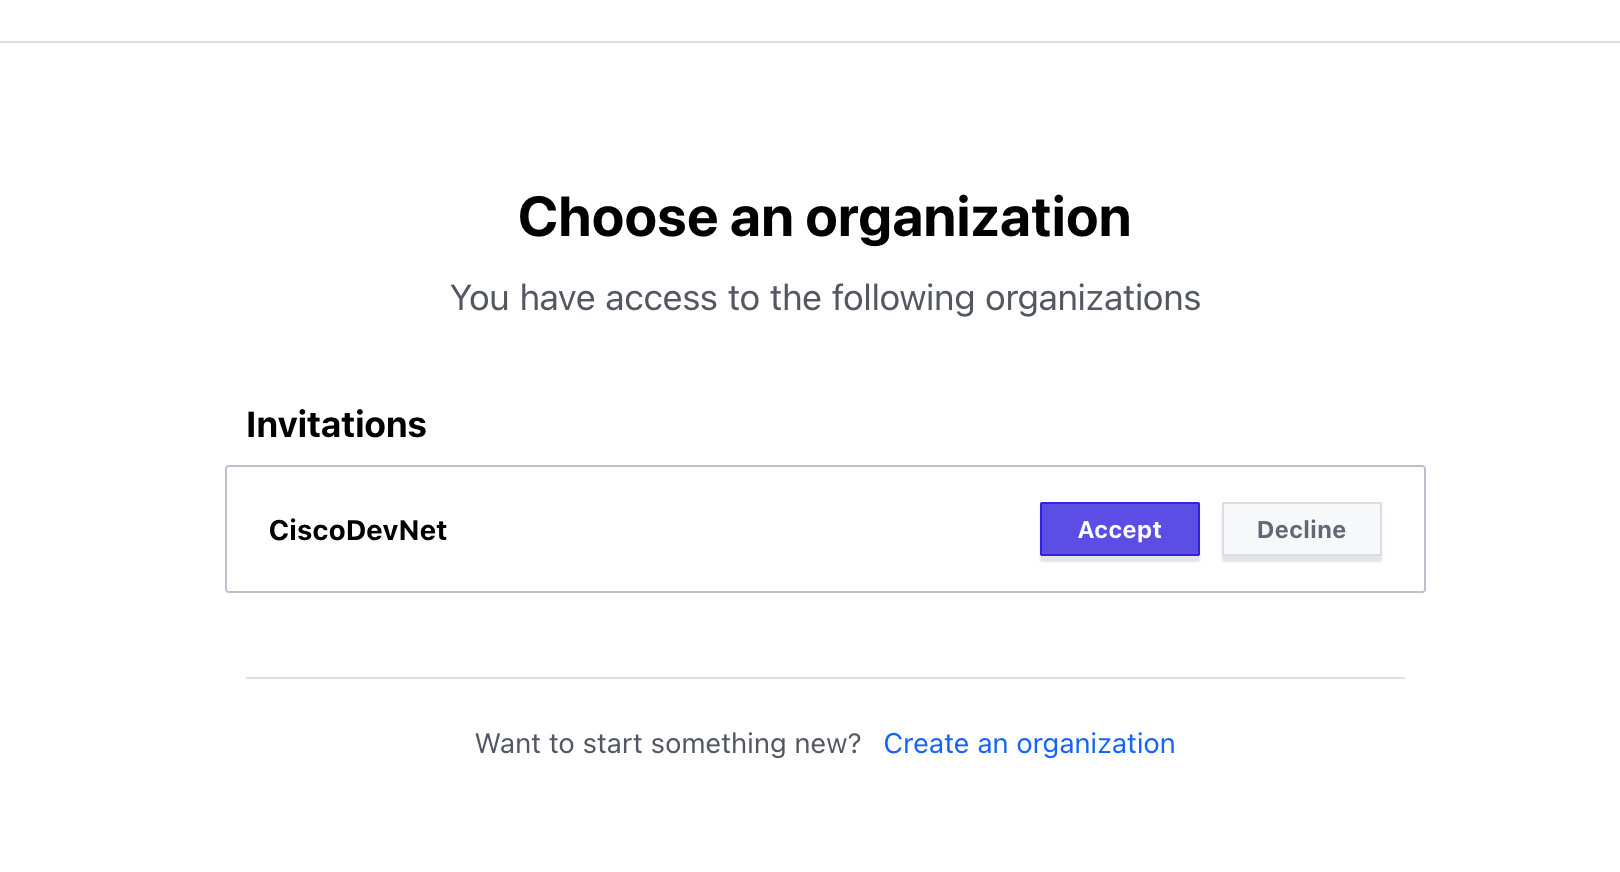 Choose an organization
You have access to the following organizations
Invitations
CiscoDevNet Accept Decline
Want to start something new? Create an organization